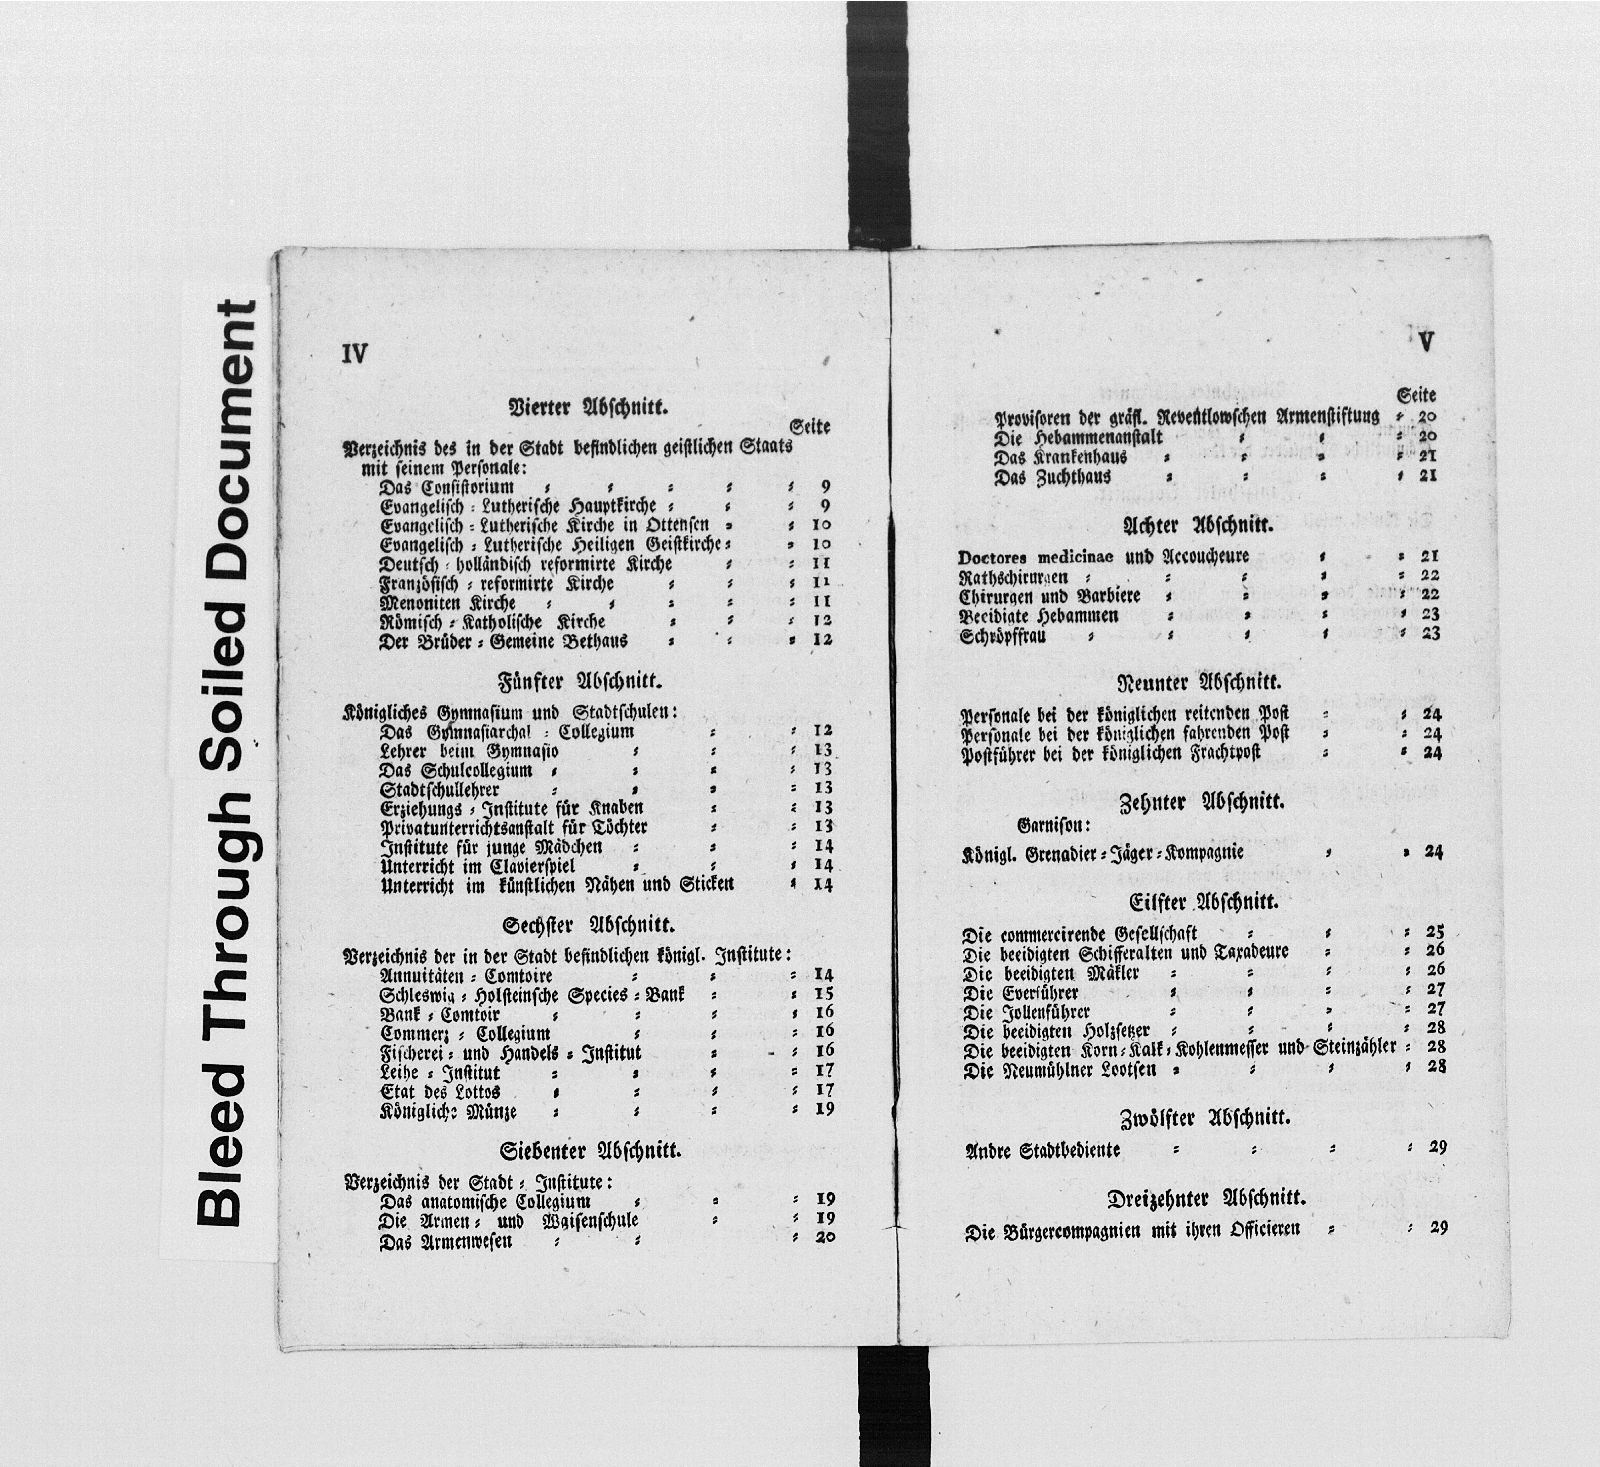 Bleed Through Soiled Document
IV
Vierter Abschnitt.
Seite
Verzeichnis des in der Stadt befindlichen geistlichen Staats
mit seinem Personale:
Das Consistorium = = = = = 9
Evangelisch = Lutherische Hauptkirche = = = 9
Evangelisch = Lutherische Kirche in Ottensen = = 10
Evangelisch = Lutherische Heiligen Geistkirche = = 10
Deutsch = holländisch reformirte Kirche = = 11
Französisch = reformirte Kirche = = = 11
Menoniten Kirche = = = = = 11
Römisch = Katholische Kirche = = = 12
Der Brüder = Gemeine Bethaus = = = 12
Fünfter Abschnitt.
Königliches Gymnasium und Stadtschulen:
Das Gymnasiarchal = Collegium = = 12
Lehrer beim Gymnasio = = = 13
Das Schulcollegium = = = = 13
Stadtschullehrer = = = = 13
Erziehungs = Institute für Knaben = = 13
Privatunterrichtsanstalt für Töchter = = 13
Institute für junge Mädchen = = = 14
Unterricht im Clavierspiel = = = 14
Unterricht im künstlichen Nähen und Sticken = 14
Sechster Abschnitt.
Verzeichnis der in der Stadt befindlichen königl. Institute:
Annuitäten = Comtoire = = = 14
Schleswig = Holsteinsche Species = Bank = = 15
Bank = Comtoir = = = = 16
Commerz = Collegium = = = 16
Fischerei = und Handels = Institut = = 16
Leihe = Institut = = = = 17
Etat des Lottos = = = = 17
Königliche Münze = = = = 19
Siebenter Abschnitt.
Verzeichnis der Stadt = Institute:
Das anatomische Collegium = = = 19
Die Armen = und Waisenschule = = 19
Das Armenwesen = = = 20
V
Seite
Provisoren der gräfl. Reventlowschen Armenstiftung = 20
Die Hebammenanstalt = = = 20
Das Krankenhaus = = = = 21
Das Zuchthaus = = = = 21
Achter Abschnitt.
Doctores medicinae und Accoucheure = = 21
Rathschirurgen = = = = = 22
Chirurgen und Barbiere = = = = 22
Beeidigte Hebammen = = = = 23
Schröpffrau = = = = = 23
Neunter Abschnitt.
Personale bei der königlichen reitenden Post = = 24
Personale bei der königlichen fahrenden Post = = 24
Postführer bei der königlichen Frachtpost = = 24
Zehnter Abschnitt.
Garnison:
Königl. Grenadier = Jäger = Kompagnie = = 24
Eilfter Abschnitt.
Die commercirende Gesellschaft = = = 25
Die beeidigten Schifferalten und Taxadeure = = 26
Die beeidigten Mäkler = = = = 26
Die Everführer = = = = 27
Die Jollenführer = = = = 27
Die beeidigten Holzsetzer = = = = 28
Die beeidigten Korn = Kalk = Kohlenmesser und Steinzähler = 28
Die Neumühlner Lootsen = = = = 28
Zwölfter Abschnitt.
Andre Stadtbediente = = = = 29
Dreizehnter Abschnitt.
Die Bürgercompagnien mit ihren Officieren = = 29